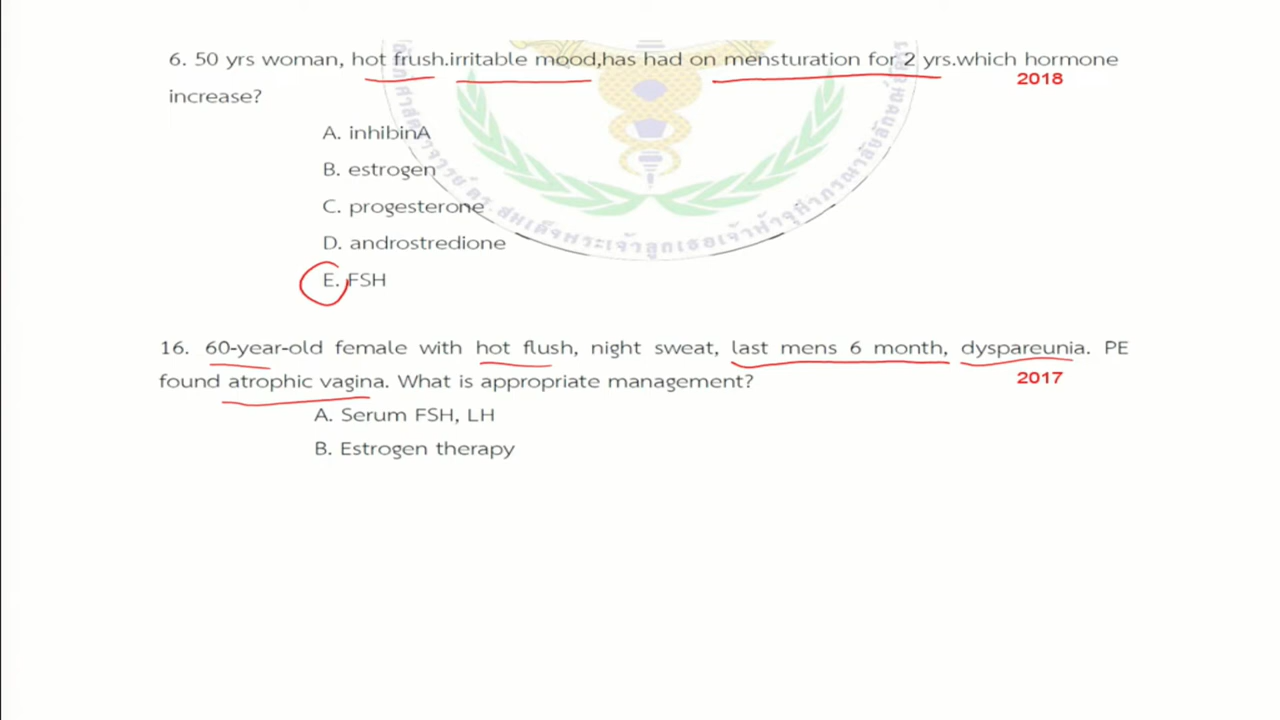 6. 50 yrs woman, hot frush.irritable mood,has had on mensturation for 2 yrs.which hormone
2018
increase?
A. inhibinA
B. estrogen
C. progesterone
D. androstredione
E. FSH
16. 60-year-old female with hot flush, night sweat, last mens 6 month, dyspareunia. PE
found atrophic vagina. What is appropriate management?
2017
A. Serum FSH, LH
B. Estrogen therapy